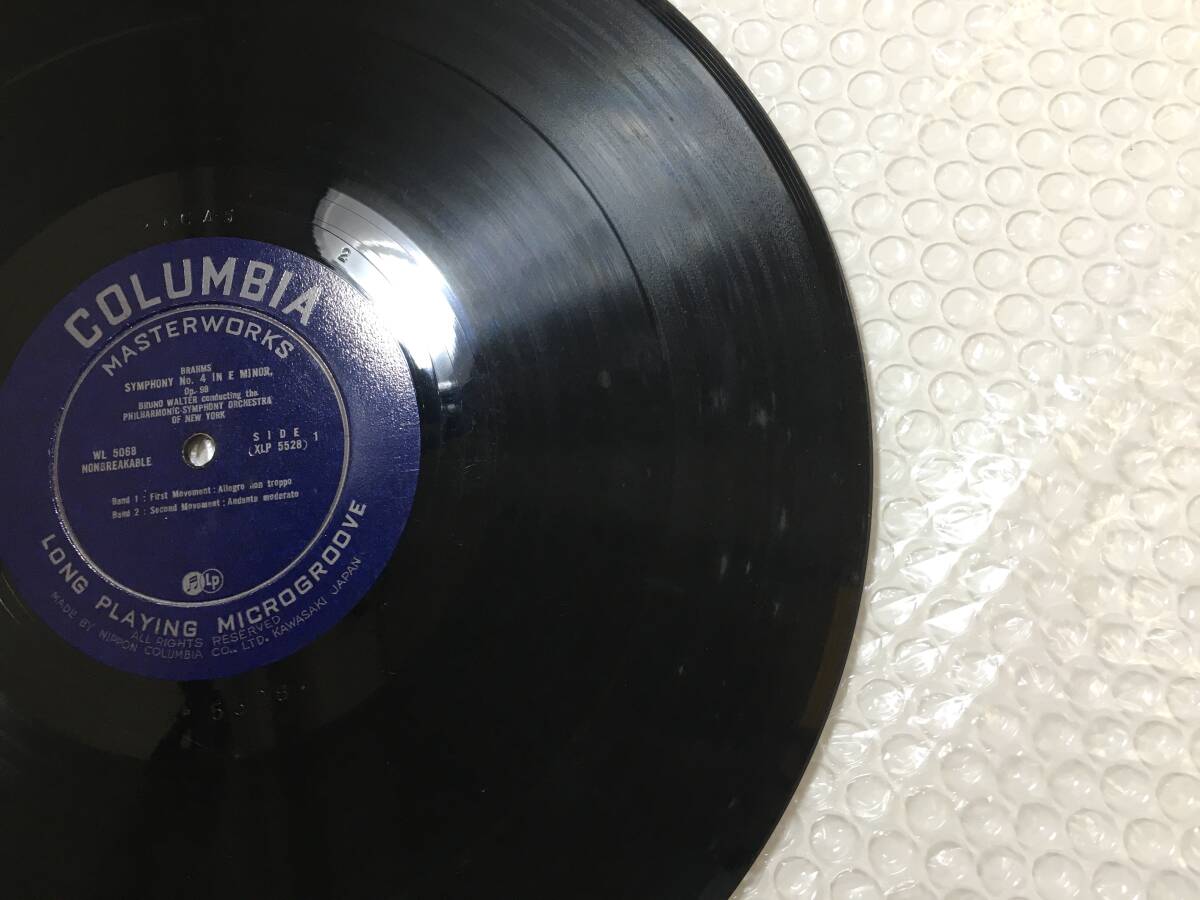 COLUMBIA
MASTERWORKS
BRAHMS
SYMPHONY No. 4 IN E MINOR,
Op. 98
BRUNO WALTER conducting the
PHILHARMONIC-SYMPHONY ORCHESTRA
OF NEW YORK
WL 5068
NONBREAKABLE
SIDE 1
(XLP 5528)
Band 1 : First Movement : Allegro non troppo
Band 2 : Second Movement : Andante moderato
Lp
LONG PLAYING MICROGROOVE
ALL RIGHTS RESERVED
MADE BY NIPPON COLUMBIA CO., LTD. KAWASAKI JAPAN
2